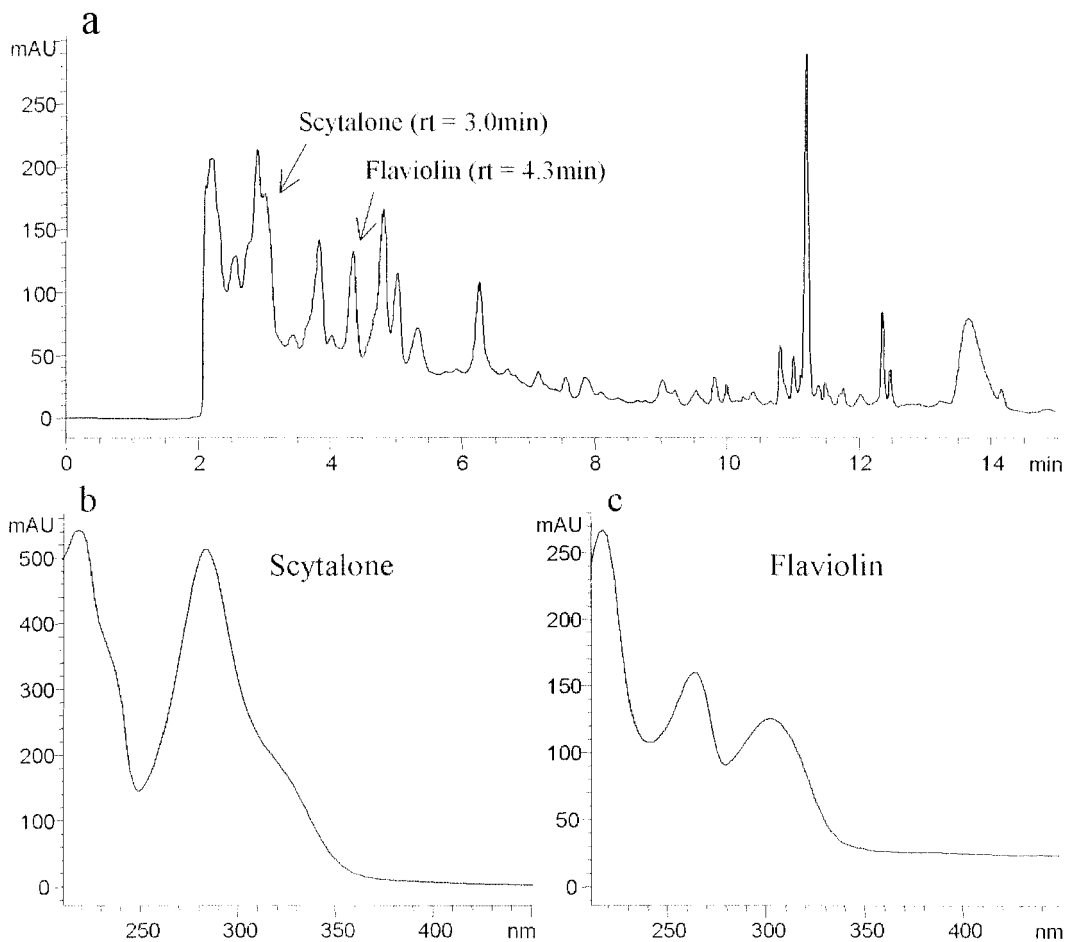 a
mAU
250
200
150
100
50
0
Scytalone (rt = 3.0min)
Flaviolin (rt = 4.3min)
0 2 4 6 8 10 12 14 min
b
mAU
500
400
300
200
100
0
Scytalone
250 300 350 400 nm
c
mAU
250
200
150
100
50
0
Flaviolin
250 300 350 400 nm